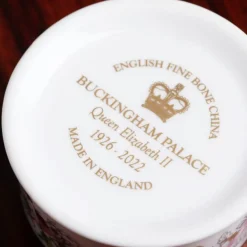 ENGLISH FINE BONE CHINA
BUCKINGHAM PALACE
Queen Elizabeth II
1926 - 2022
MADE IN ENGLAND